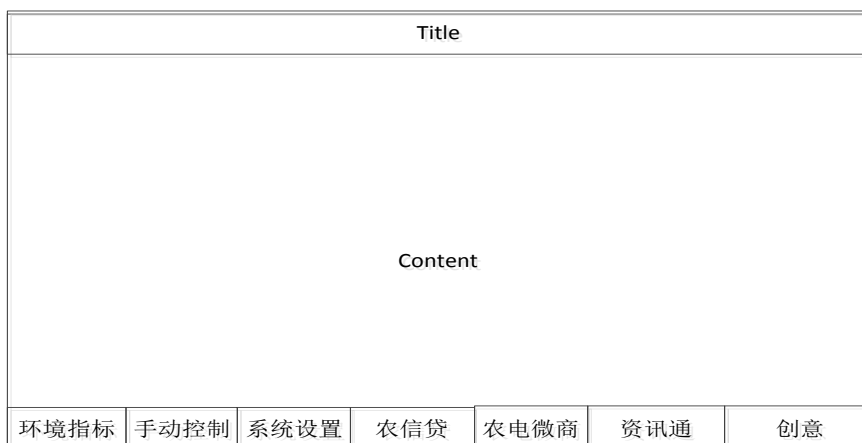 Title
Content
环境指标 手动控制 系统设置 农信贷 农电微商 资讯通 创意